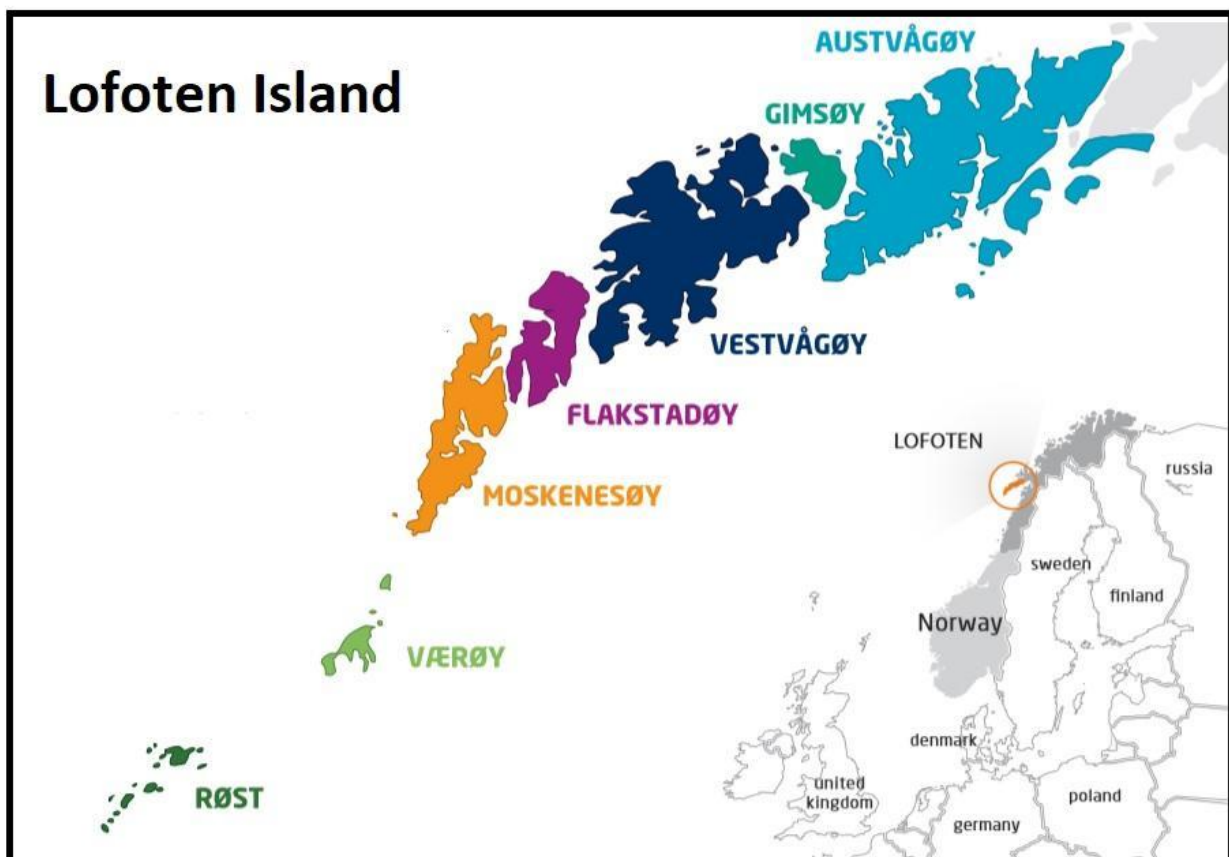 Lofoten Island
AUSTVÅGØY
GIMSØY
VESTVÅGØY
FLAKSTADØY
MOSKENESØY
VÆRØY
RØST
LOFOTEN
russia
sweden
finland
Norway
denmark
united
kingdom
poland
germany